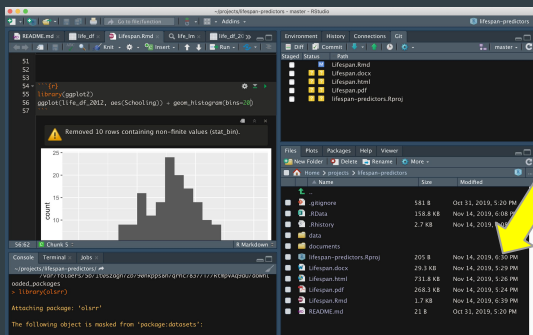 ~/projects/lifespan-predictors - master - RStudio
Go to file/function
Addins
lifespan-predictors
README.md
life_df
Lifespan.Rmd
life_df_20
Knit
Insert
Run
51
52
53
54 ```{r}
55 library(ggplot2)
56 ggplot(life_df_2012, aes(Schooling)) + geom_histogram(bins=20)
57 ```
Removed 10 rows containing non-finite values (stat_bin).
25
20
15
10
count
56:62
Chunk 5
R Markdown
Console
Terminal
Jobs
~/projects/lifespan-predictors/
oaded_packages
> library(olsrr)
Attaching package: 'olsrr'
The following object is masked from 'package:datasets':
Environment
History
Connections
Git
Diff
Commit
More
master
Staged
Status
Path
Lifespan.Rmd
Lifespan.docx
Lifespan.html
Lifespan.pdf
lifespan-predictors.Rproj
Files
Plots
Packages
Help
Viewer
New Folder
Delete
Rename
More
Home
projects
lifespan-predictors
Name
Size
Modified
..
.gitignore 581 B Oct 31, 2019, 5:20 PM
.RData 158.8 KB Nov 14, 2019, 6:08 PM
.Rhistory 2.7 KB Nov 14, 2019, 6:08 PM
data
documents
lifespan-predictors.Rproj 205 B Nov 14, 2019, 6:30 PM
Lifespan.docx 29.3 KB Nov 14, 2019, 5:29 PM
Lifespan.html 731.8 KB Nov 14, 2019, 5:26 PM
Lifespan.pdf 268.3 KB Nov 14, 2019, 5:24 PM
Lifespan.Rmd 1.7 KB Nov 14, 2019, 6:39 PM
README.md 21 B Oct 31, 2019, 5:20 PM